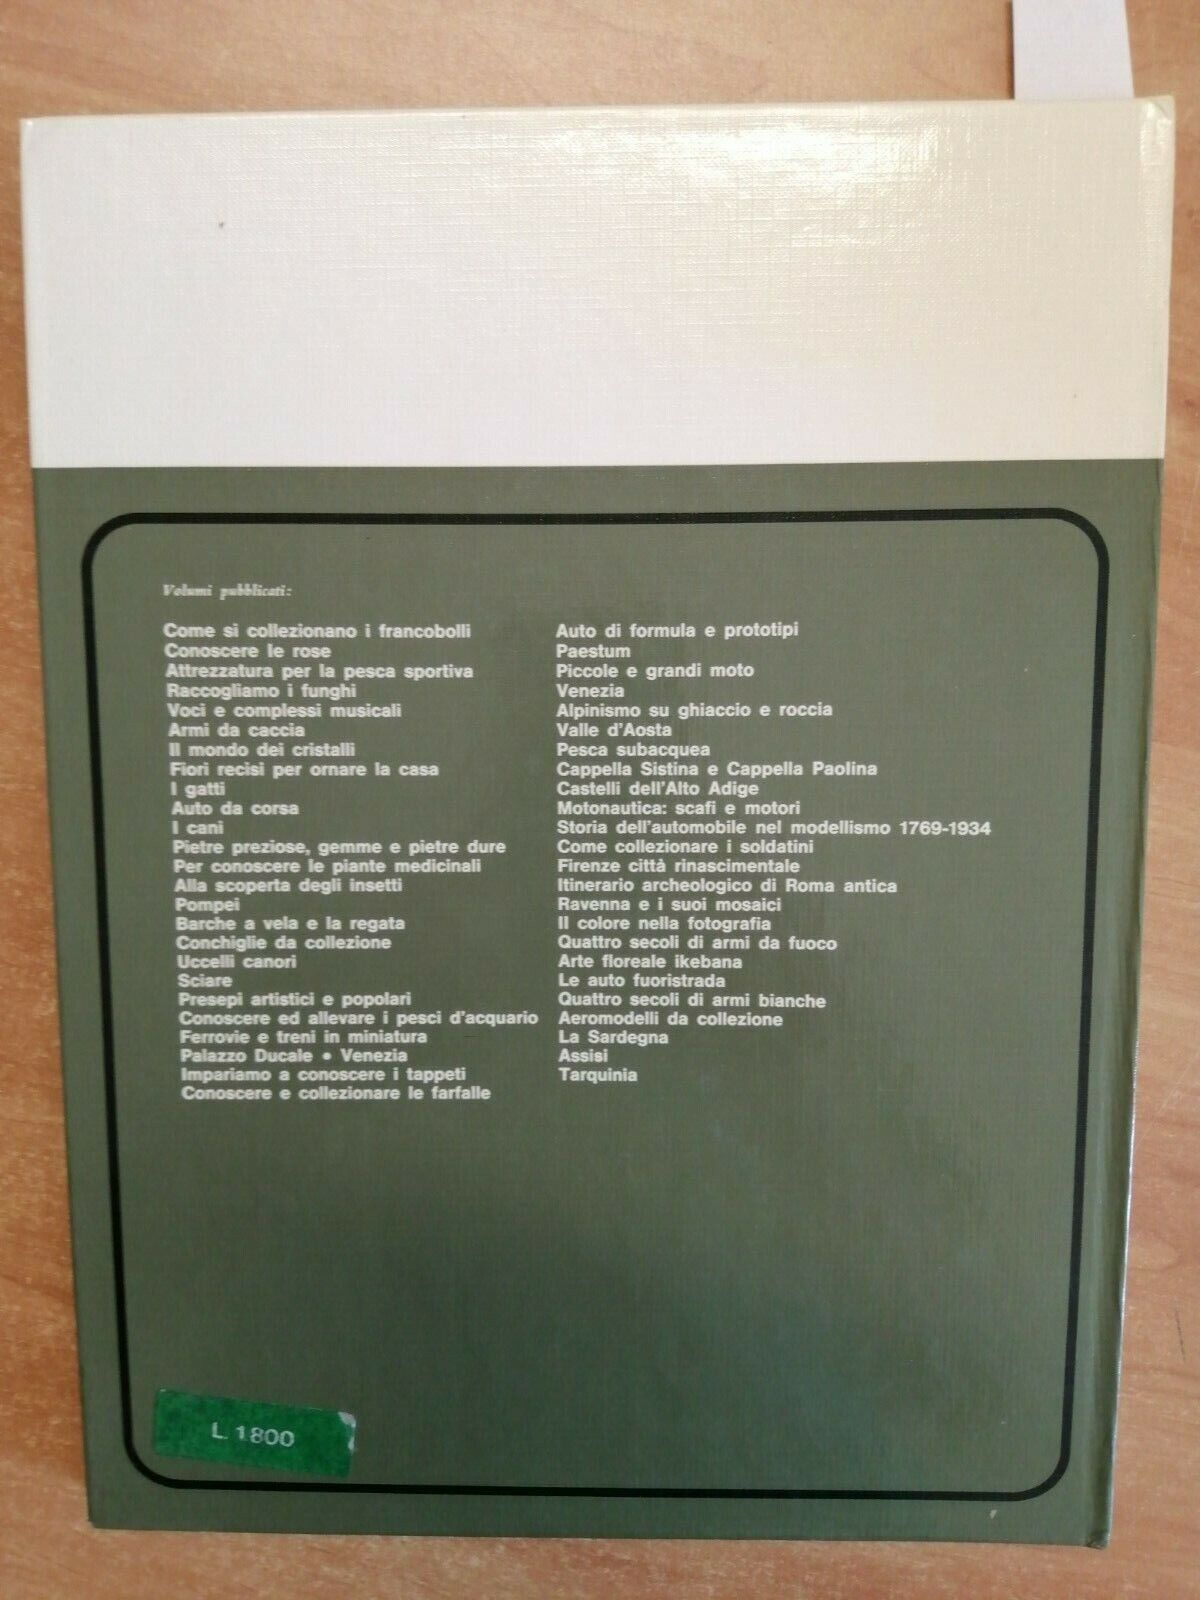 Volumi pubblicati:
Come si collezionano i francobolli
Conoscere le rose
Attrezzatura per la pesca sportiva
Raccogliamo i funghi
Voci e complessi musicali
Armi da caccia
Il mondo dei cristalli
Fiori recisi per ornare la casa
I gatti
Auto da corsa
I cani
Pietre preziose, gemme e pietre dure
Per conoscere le piante medicinali
Alla scoperta degli insetti
Pompei
Barche a vela e la regata
Conchiglie da collezione
Uccelli canori
Sciare
Presepi artistici e popolari
Conoscere ed allevare i pesci d'acquario
Ferrovie e treni in miniatura
Palazzo Ducale • Venezia
Impariamo a conoscere i tappeti
Conoscere e collezionare le farfalle
Auto di formula e prototipi
Paestum
Piccole e grandi moto
Venezia
Alpinismo su ghiaccio e roccia
Valle d'Aosta
Pesca subacquea
Cappella Sistina e Cappella Paolina
Castelli dell'Alto Adige
Motonautica: scafi e motori
Storia dell'automobile nel modellismo 1769-1934
Come collezionare i soldatini
Firenze città rinascimentale
Itinerario archeologico di Roma antica
Ravenna e i suoi mosaici
Il colore nella fotografia
Quattro secoli di armi da fuoco
Arte floreale ikebana
Le auto fuoristrada
Quattro secoli di armi bianche
Aeromodelli da collezione
La Sardegna
Assisi
Tarquinia
L. 1800